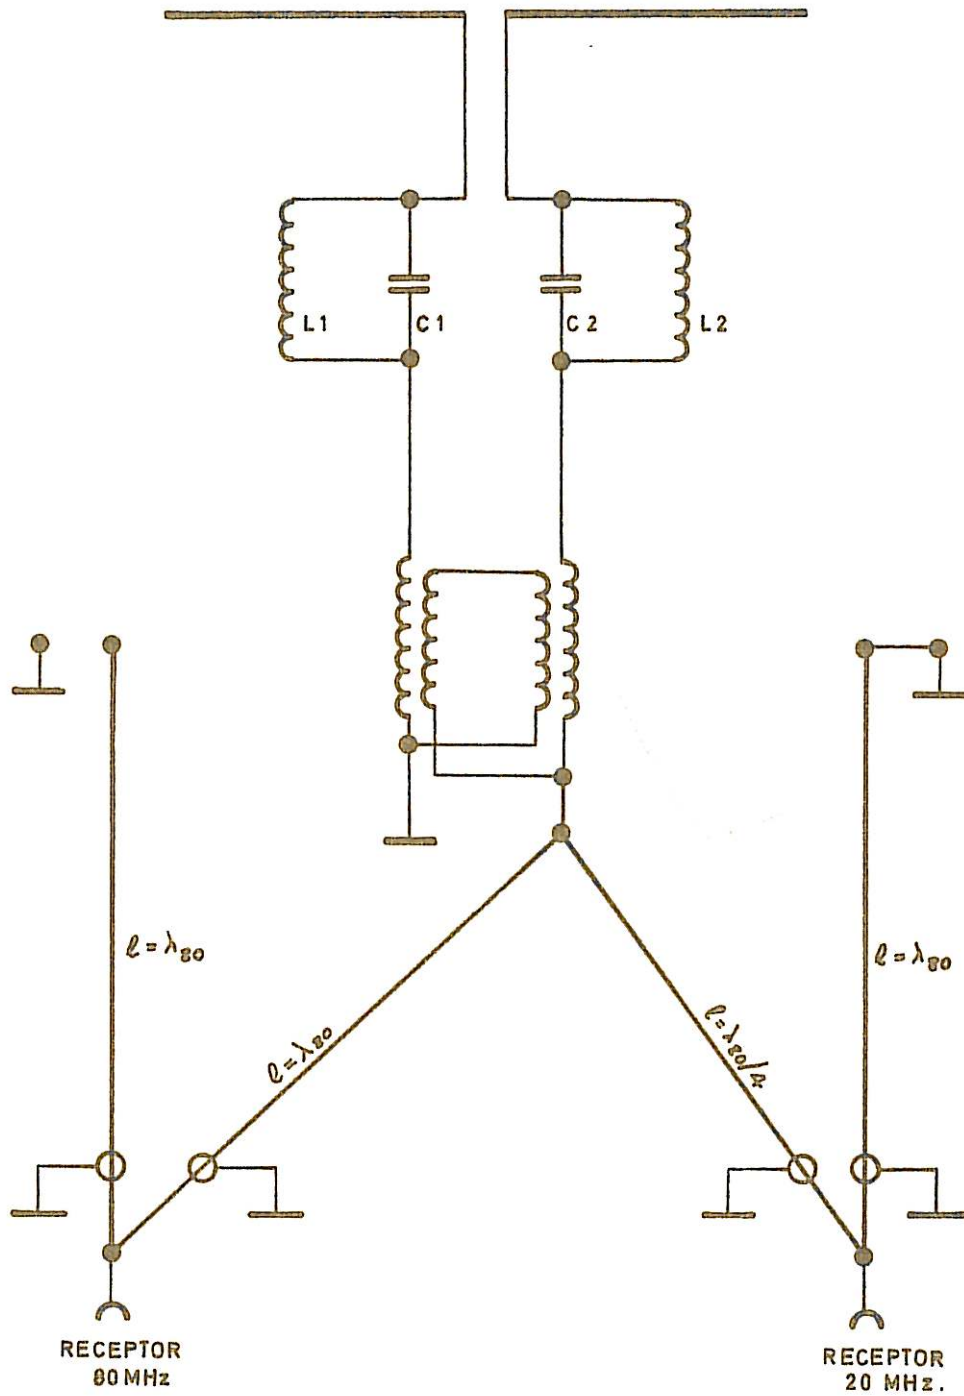 L1
C1
C2
L2
ℓ = λ80
ℓ = λ80
ℓ = λ80
ℓ = λ80/4
RECEPTOR
80 MHz
RECEPTOR
20 MHz.